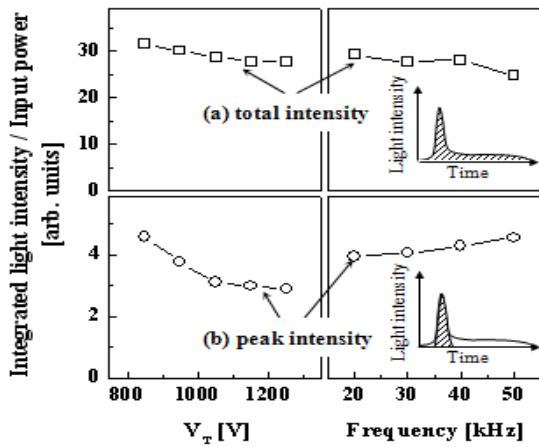 Integrated light intensity / Input power
[arb. units]
30
20
10
0
(a) total intensity
Light intensity
Time
4
2
0
(b) peak intensity
Light intensity
Time
800 1000 1200
20 30 40 50
V_T [V]
Frequency [kHz]